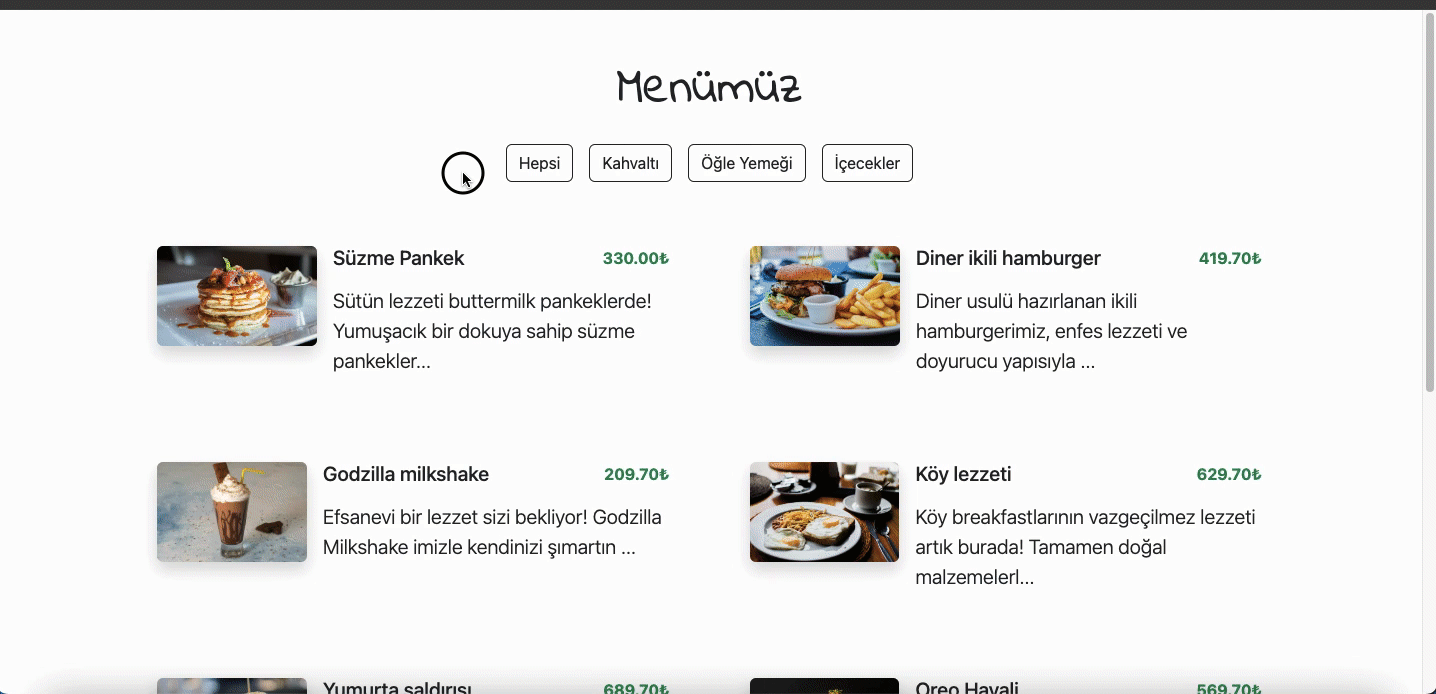 Menümüz
Hepsi
Kahvaltı
Öğle Yemeği
İçecekler
Süzme Pankek
330.00₺
Sütün lezzeti buttermilk pankeklerde!
Yumuşacık bir dokuya sahip süzme
pankekler...
Diner ikili hamburger
419.70₺
Diner usulü hazırlanan ikili
hamburgerimiz, enfes lezzeti ve
doyurucu yapısıyla ...
Godzilla milkshake
209.70₺
Efsanevi bir lezzet sizi bekliyor! Godzilla
Milkshake imizle kendinizi şımartın ...
Köy lezzeti
629.70₺
Köy breakfastlarının vazgeçilmez lezzeti
artık burada! Tamamen doğal
malzemelerl...
Yumurta saldırısı
689.70₺
Oreo Hayali
569.70₺